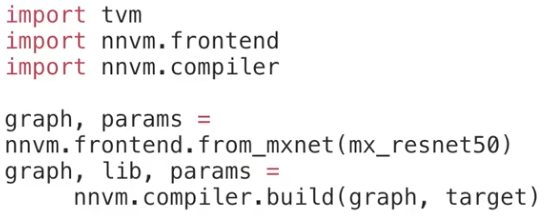 import tvm
import nnvm.frontend
import nnvm.compiler
graph, params =
nnvm.frontend.from_mxnet(mx_resnet50)
graph, lib, params =
nnvm.compiler.build(graph, target)